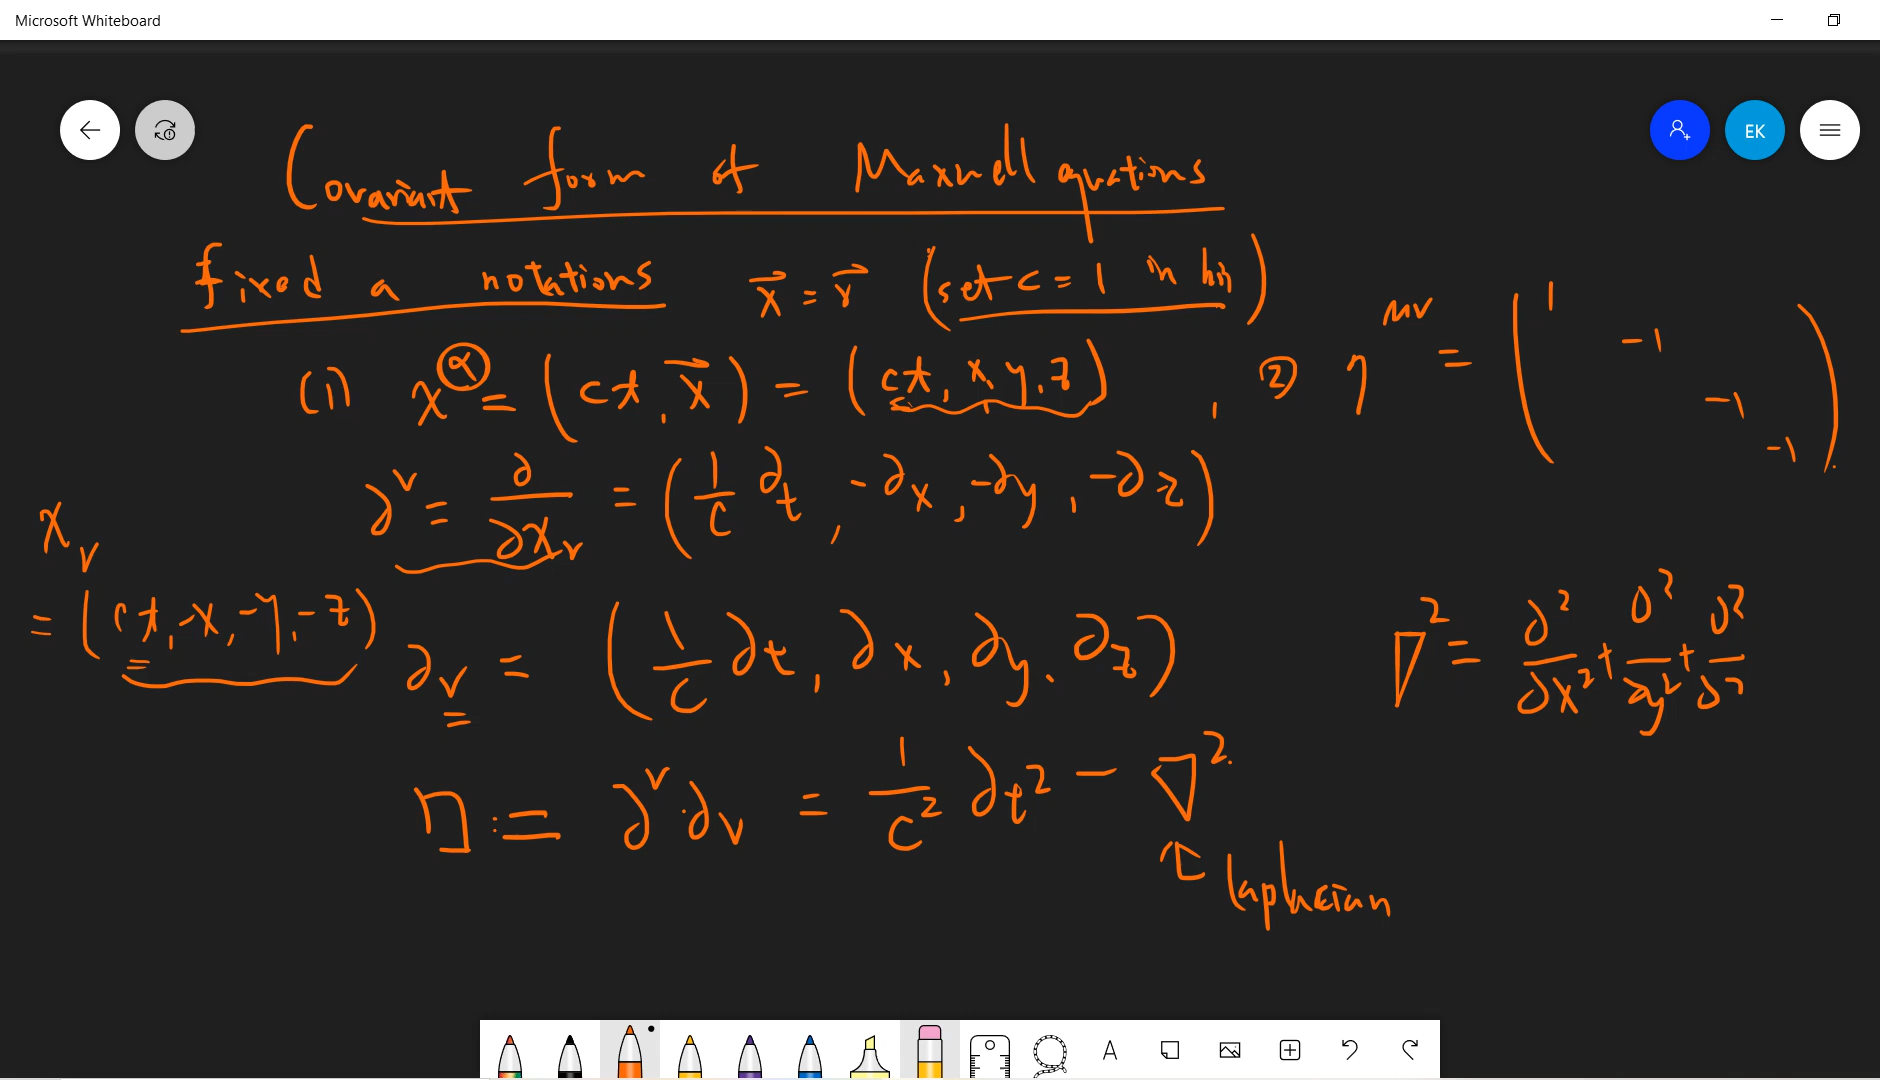 Microsoft Whiteboard
EK
Covariant form of Maxwell equations
fixed a notations x⃗ = r⃗ (set c = 1 in hw)
(1) x^α = (ct, x⃗) = (ct, x, y, z) , ② η^μν = ( 1 -1 -1 -1 )
∂^ν = ∂/∂x_ν = (1/c ∂t, -∂x, -∂y, -∂z)
x_ν
= (ct, -x, -y, -z)
∂_ν = (1/c ∂t, ∂x, ∂y, ∂z)
∇² = ∂²/∂x² + ∂²/∂y² + ∂²/∂z
□ := ∂^ν · ∂_ν = 1/c² ∂t² - ∇²
↑ Laplacian
A